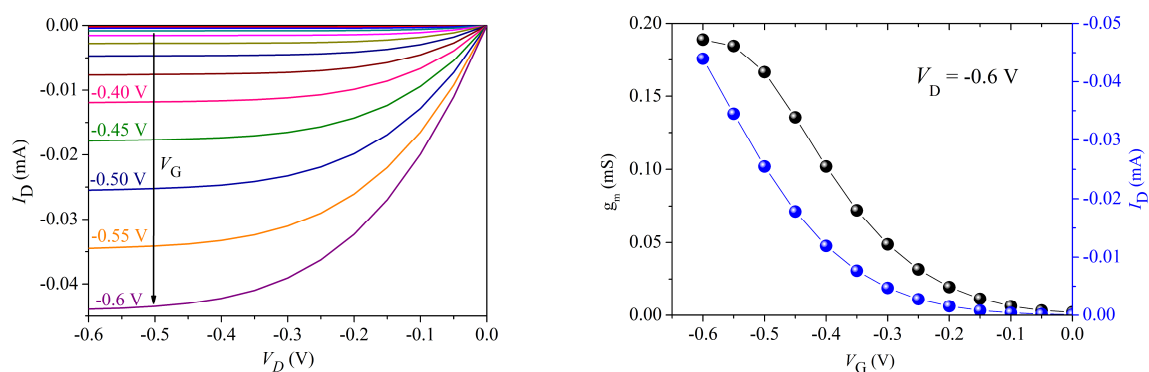 0.00
-0.01
-0.02
-0.03
-0.04
I_D (mA)
-0.40 V
-0.45 V
V_G
-0.50 V
-0.55 V
-0.6 V
-0.6 -0.5 -0.4 -0.3 -0.2 -0.1 0.0
V_D (V)
0.20
0.15
0.10
0.05
0.00
g_m (mS)
V_D = -0.6 V
-0.05
-0.04
-0.03
-0.02
-0.01
0.00
I_D (mA)
-0.6 -0.5 -0.4 -0.3 -0.2 -0.1 0.0
V_G (V)